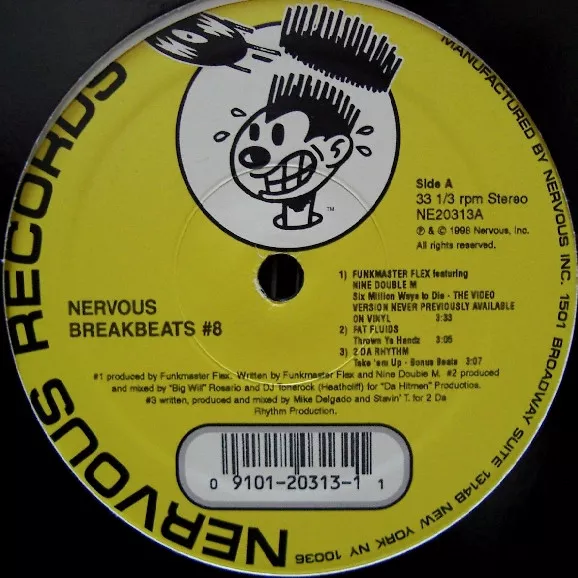 NERVOUS RECORDS
MANUFACTURED BY NERVOUS INC. 1501 BROADWAY SUITE 1314B NEW YORK NY 10036
TM
Side A
33 1/3 rpm Stereo
NE20313A
℗ & © 1998 Nervous, Inc.
All rights reserved.
NERVOUS
BREAKBEATS #8
1) FUNKMASTER FLEX featuring
NINE DOUBLE M
Six Million Ways to Die - THE VIDEO
VERSION NEVER PREVIOUSLY AVAILABLE
ON VINYL 3:33
2) FAT FLUIDS
Thrown Ya Handz 3:05
3) 2 DA RHYTHM
Take 'em Up - Bonus Beats 3:07
#1 produced by Funkmaster Flex. Written by Funkmaster Flex and Nine Double M. #2 produced
and mixed by "Big Will" Rosario and DJ Tonerock (Heathcliff) for "Da Hitmen" Productions.
#3 written, produced and mixed by Mike Delgado and Stavin' T. for 2 Da
Rhythm Production.
0 9101-20313-1 1